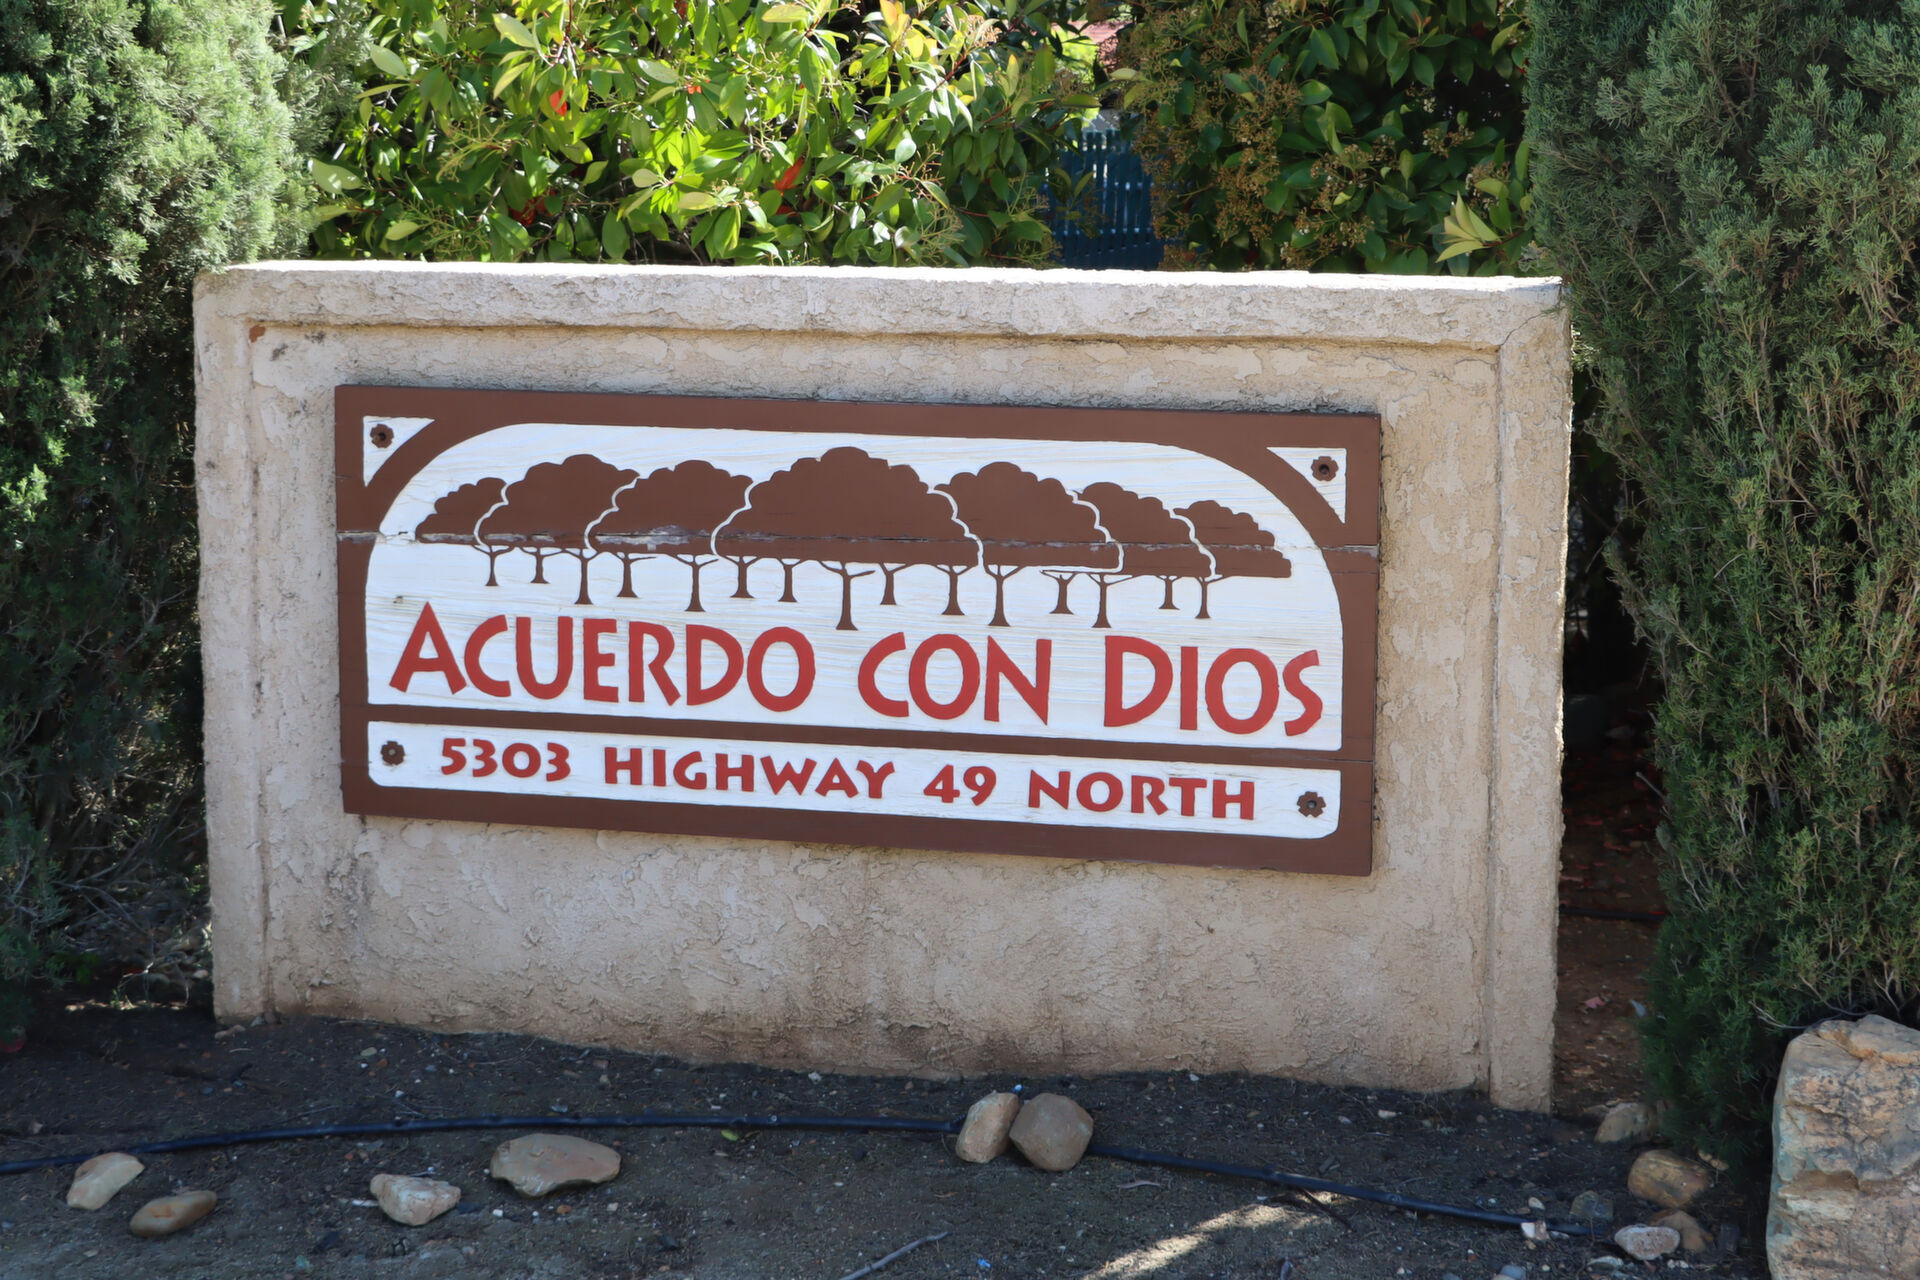 ACUERDO CON DIOS
5303 HIGHWAY 49 NORTH